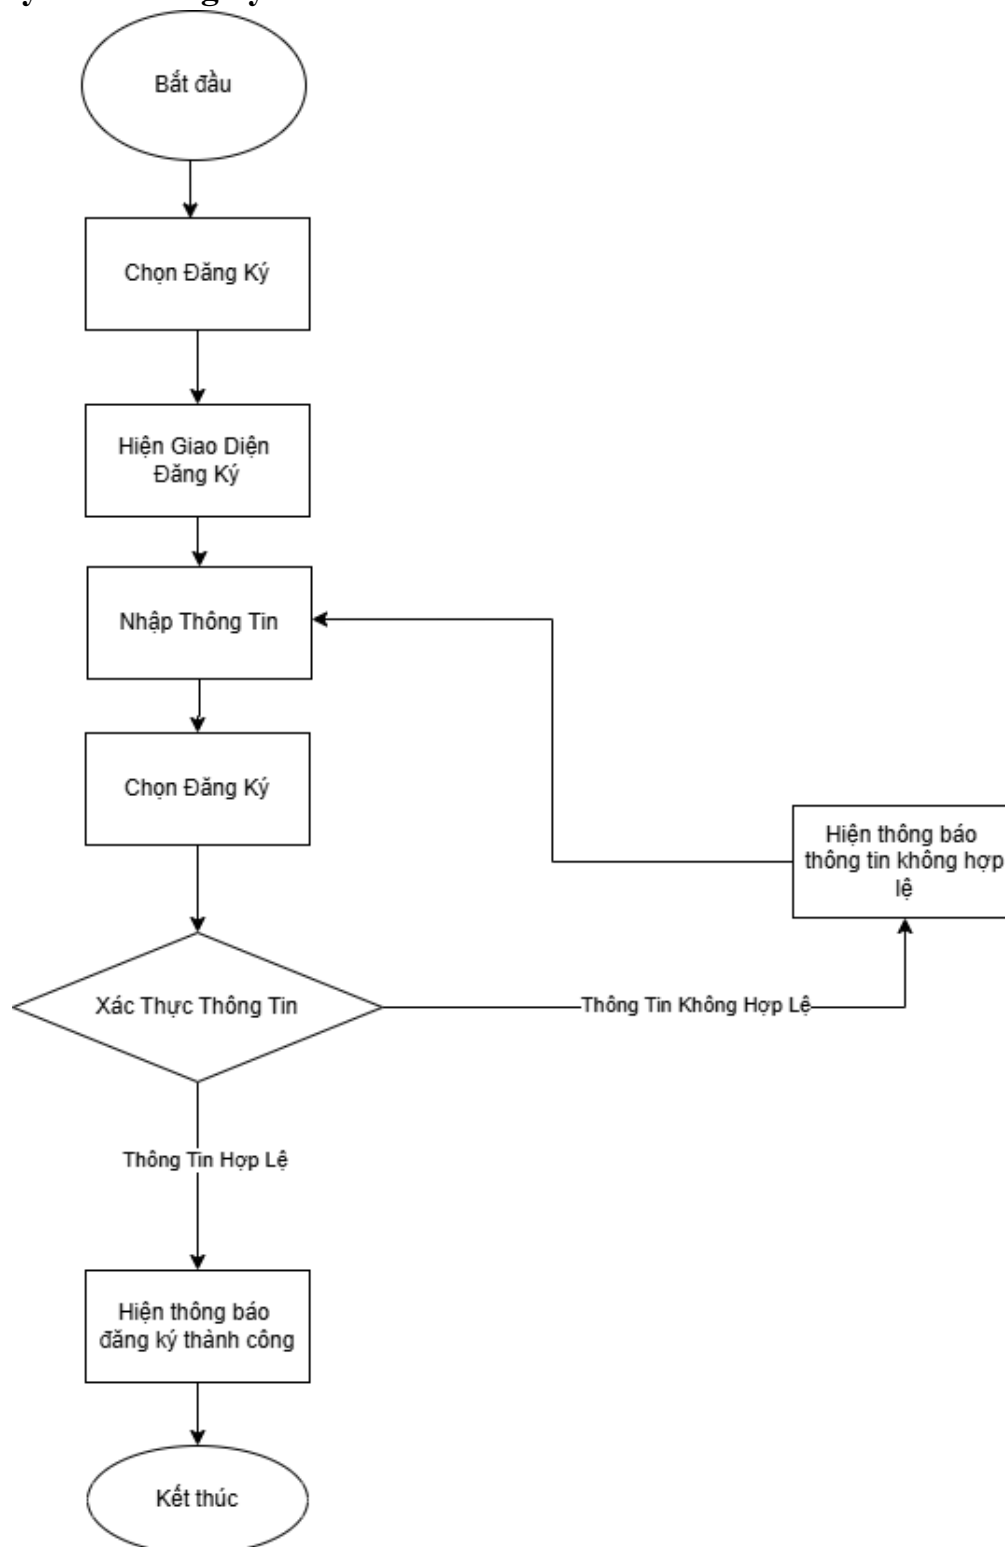 Bắt đầu
Chọn Đăng Ký
Hiện Giao Diện
Đăng Ký
Nhập Thông Tin
Chọn Đăng Ký
Hiện thông báo
thông tin không hợp
lệ
Xác Thực Thông Tin
Thông Tin Không Hợp Lệ
Thông Tin Hợp Lệ
Hiện thông báo
đăng ký thành công
Kết thúc